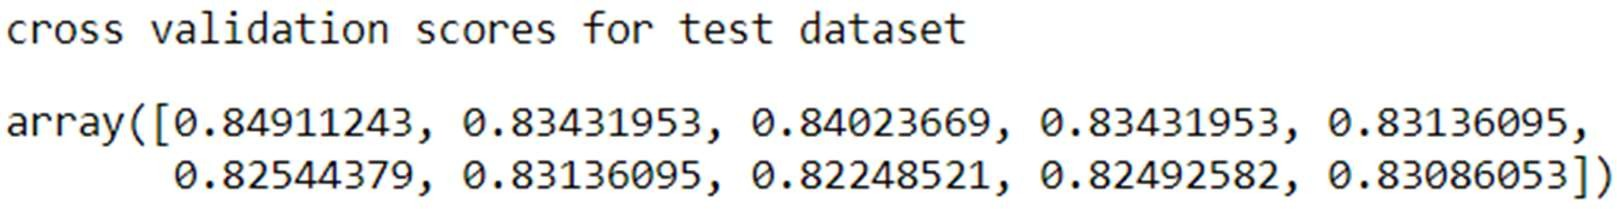 cross validation scores for test dataset
array([0.84911243, 0.83431953, 0.84023669, 0.83431953, 0.83136095,
0.82544379, 0.83136095, 0.82248521, 0.82492582, 0.83086053])